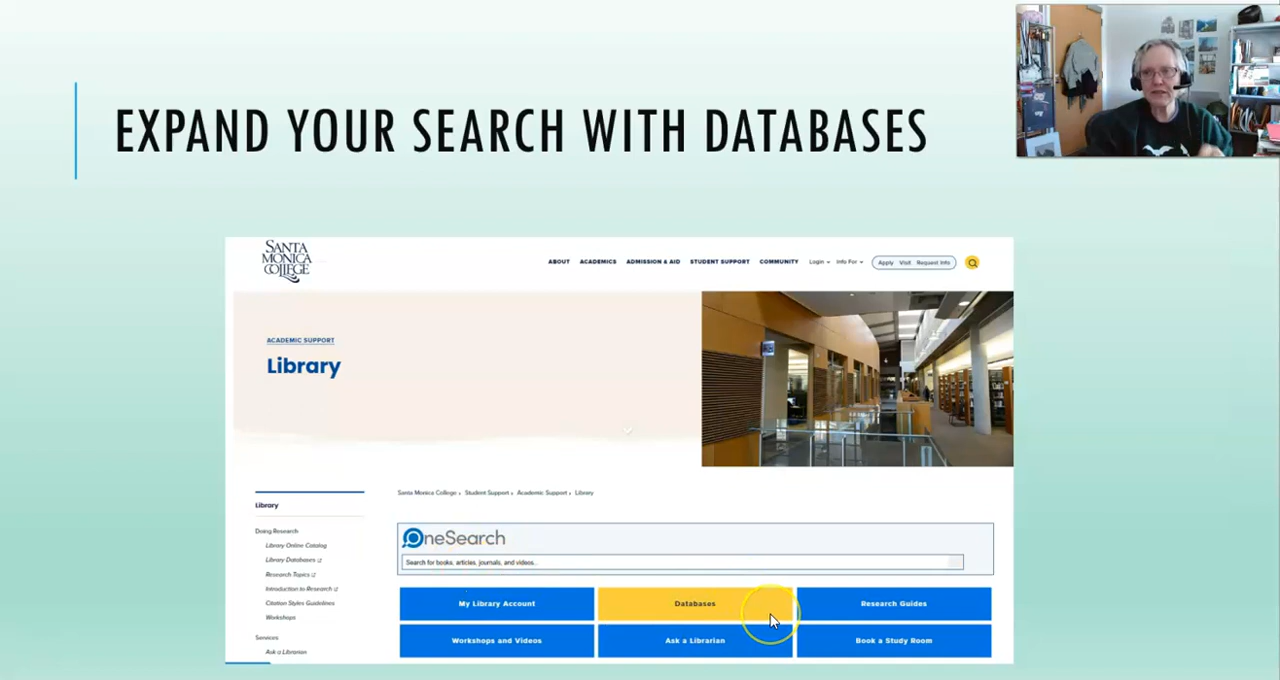 EXPAND YOUR SEARCH WITH DATABASES
SANTA
MONICA
COLLEGE
ABOUT ACADEMICS ADMISSION & AID STUDENT SUPPORT COMMUNITY Login Info For Apply Visit Request Info
ACADEMIC SUPPORT
Library
Santa Monica College Student Support Academic Support Library
Library
OneSearch
Search for books, articles, journals, and videos...
Doing Research
Library Online Catalog
Library Databases
Research Topics
Introduction to Research
Citation Styles Guidelines
Workshops
Services
Ask a Librarian
My Library Account Databases Research Guides
Workshops and Videos Ask a Librarian Book a Study Room